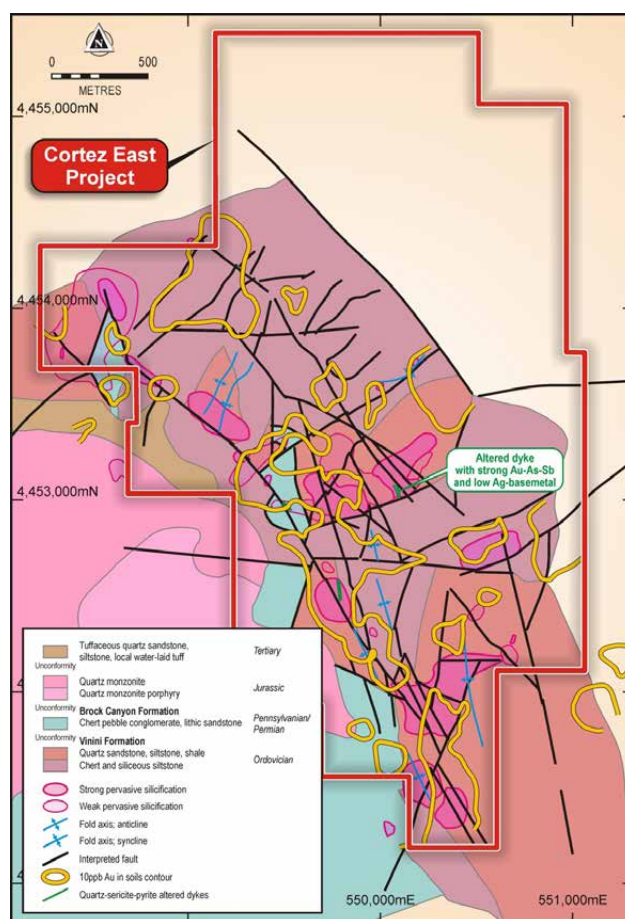 N
0 500
METRES
4,455,000mN
Cortez East
Project
4,454,000mN
Altered dyke
with strong Au-As-Sb
and low Ag-basemetal
4,453,000mN
Tuffaceous quartz sandstone,
siltstone, local water-laid tuff
Tertiary
Unconformity
Quartz monzonite
Quartz monzonite porphyry
Jurassic
Unconformity
Brock Canyon Formation
Chert pebble conglomerate, lithic sandstone
Pennsylvanian/
Permian
Unconformity
Vinini Formation
Quartz sandstone, siltstone, shale
Chert and siliceous siltstone
Ordovician
Strong pervasive silicification
Weak pervasive silicification
Fold axis; anticline
Fold axis; syncline
Interpreted fault
10ppb Au in soils contour
Quartz-sericite-pyrite altered dykes
550,000mE
551,000mE